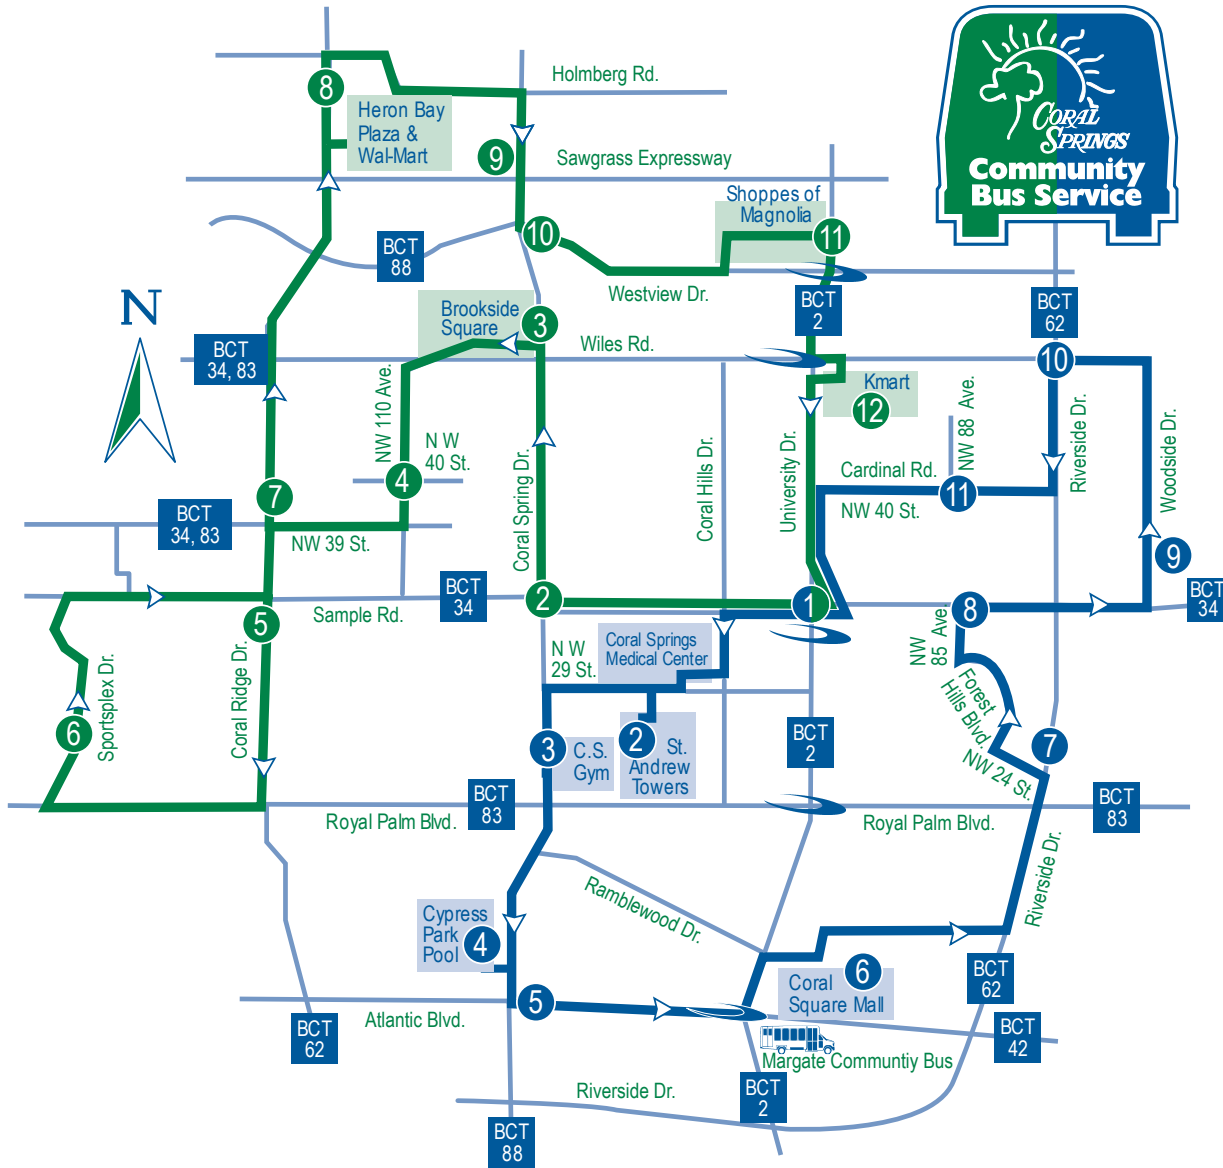 Holmberg Rd.
8
Heron Bay
Plaza &
Wal-Mart
9
Sawgrass Expressway
CORAL
SPRINGS
Community
Bus Service
Shoppes of
Magnolia
10
11
BCT
88
Westview Dr.
N
BCT
2
BCT
62
Brookside
Square
3
Wiles Rd.
BCT
34, 83
10
Kmart
12
NW 110 Ave.
N W
40 St.
4
Coral Spring Dr.
Coral Hills Dr.
University Dr.
Cardinal Rd.
NW 88 Ave.
11
NW 40 St.
Riverside Dr.
Woodside Dr.
7
BCT
34, 83
NW 39 St.
9
BCT
34
2
1
8
BCT
34
Sample Rd.
5
Coral Springs
Medical Center
N W
29 St.
NW
85 Ave.
Sportsplex Dr.
6
Coral Ridge Dr.
Forest
Hills Blvd.
3
C.S.
Gym
2
St.
Andrew
Towers
BCT
2
7
NW 24 St.
BCT
83
Royal Palm Blvd.
Royal Palm Blvd.
BCT
83
Ramblewood Dr.
Riverside Dr.
Cypress
Park
Pool
4
6
Coral
Square Mall
BCT
62
5
Atlantic Blvd.
BCT
62
BCT
42
Margate Communtiy Bus
BCT
2
Riverside Dr.
BCT
88